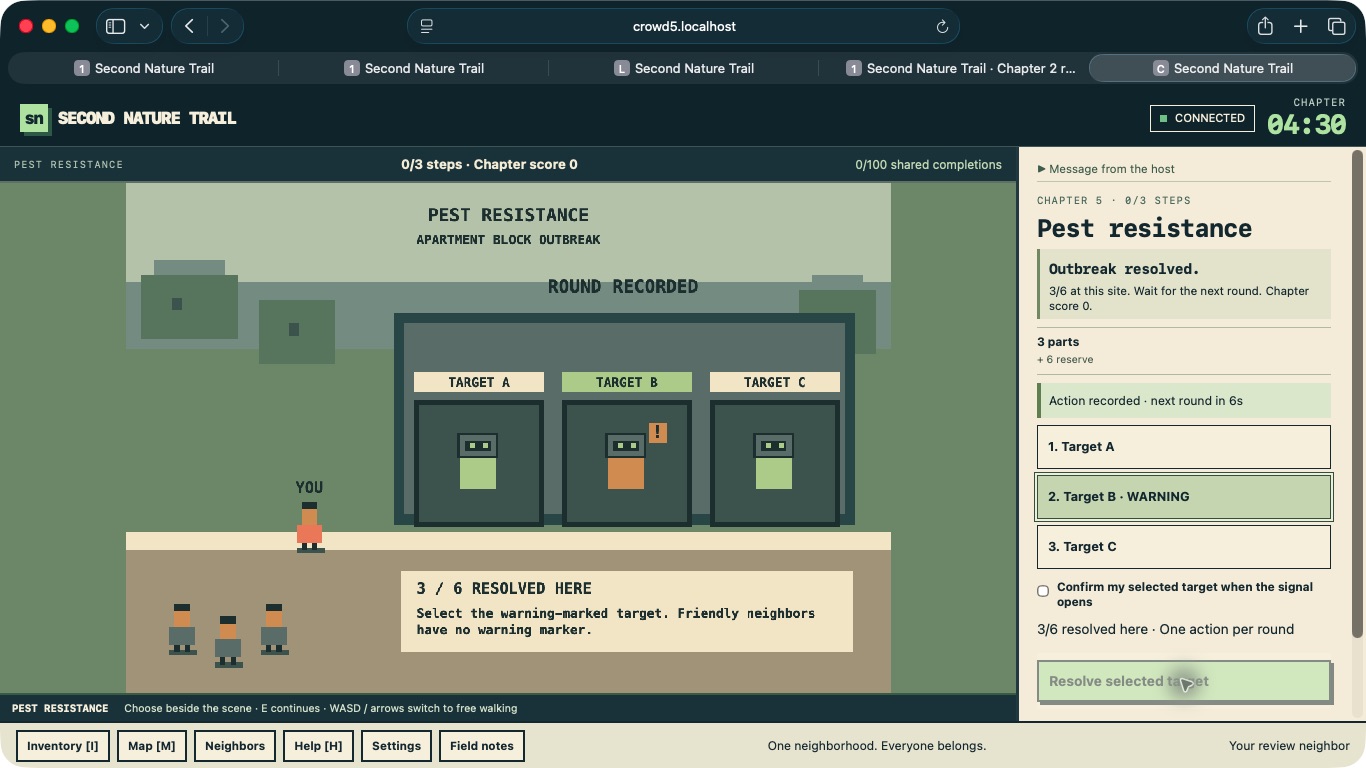 crowd5.localhost
1 Second Nature Trail
1 Second Nature Trail
L Second Nature Trail
1 Second Nature Trail · Chapter 2 r...
C Second Nature Trail
sn SECOND NATURE TRAIL
CONNECTED
CHAPTER
04:30
PEST RESISTANCE
0/3 steps · Chapter score 0
0/100 shared completions
PEST RESISTANCE
APARTMENT BLOCK OUTBREAK
ROUND RECORDED
TARGET A
TARGET B
TARGET C
!
YOU
3 / 6 RESOLVED HERE
Select the warning-marked target. Friendly neighbors
have no warning marker.
PEST RESISTANCE Choose beside the scene · E continues · WASD / arrows switch to free walking
Message from the host
CHAPTER 5 · 0/3 STEPS
Pest resistance
Outbreak resolved.
3/6 at this site. Wait for the next round. Chapter
score 0.
3 parts
+ 6 reserve
Action recorded · next round in 6s
1. Target A
2. Target B · WARNING
3. Target C
Confirm my selected target when the signal
opens
3/6 resolved here · One action per round
Resolve selected target
Inventory [I]
Map [M]
Neighbors
Help [H]
Settings
Field notes
One neighborhood. Everyone belongs.
Your review neighbor